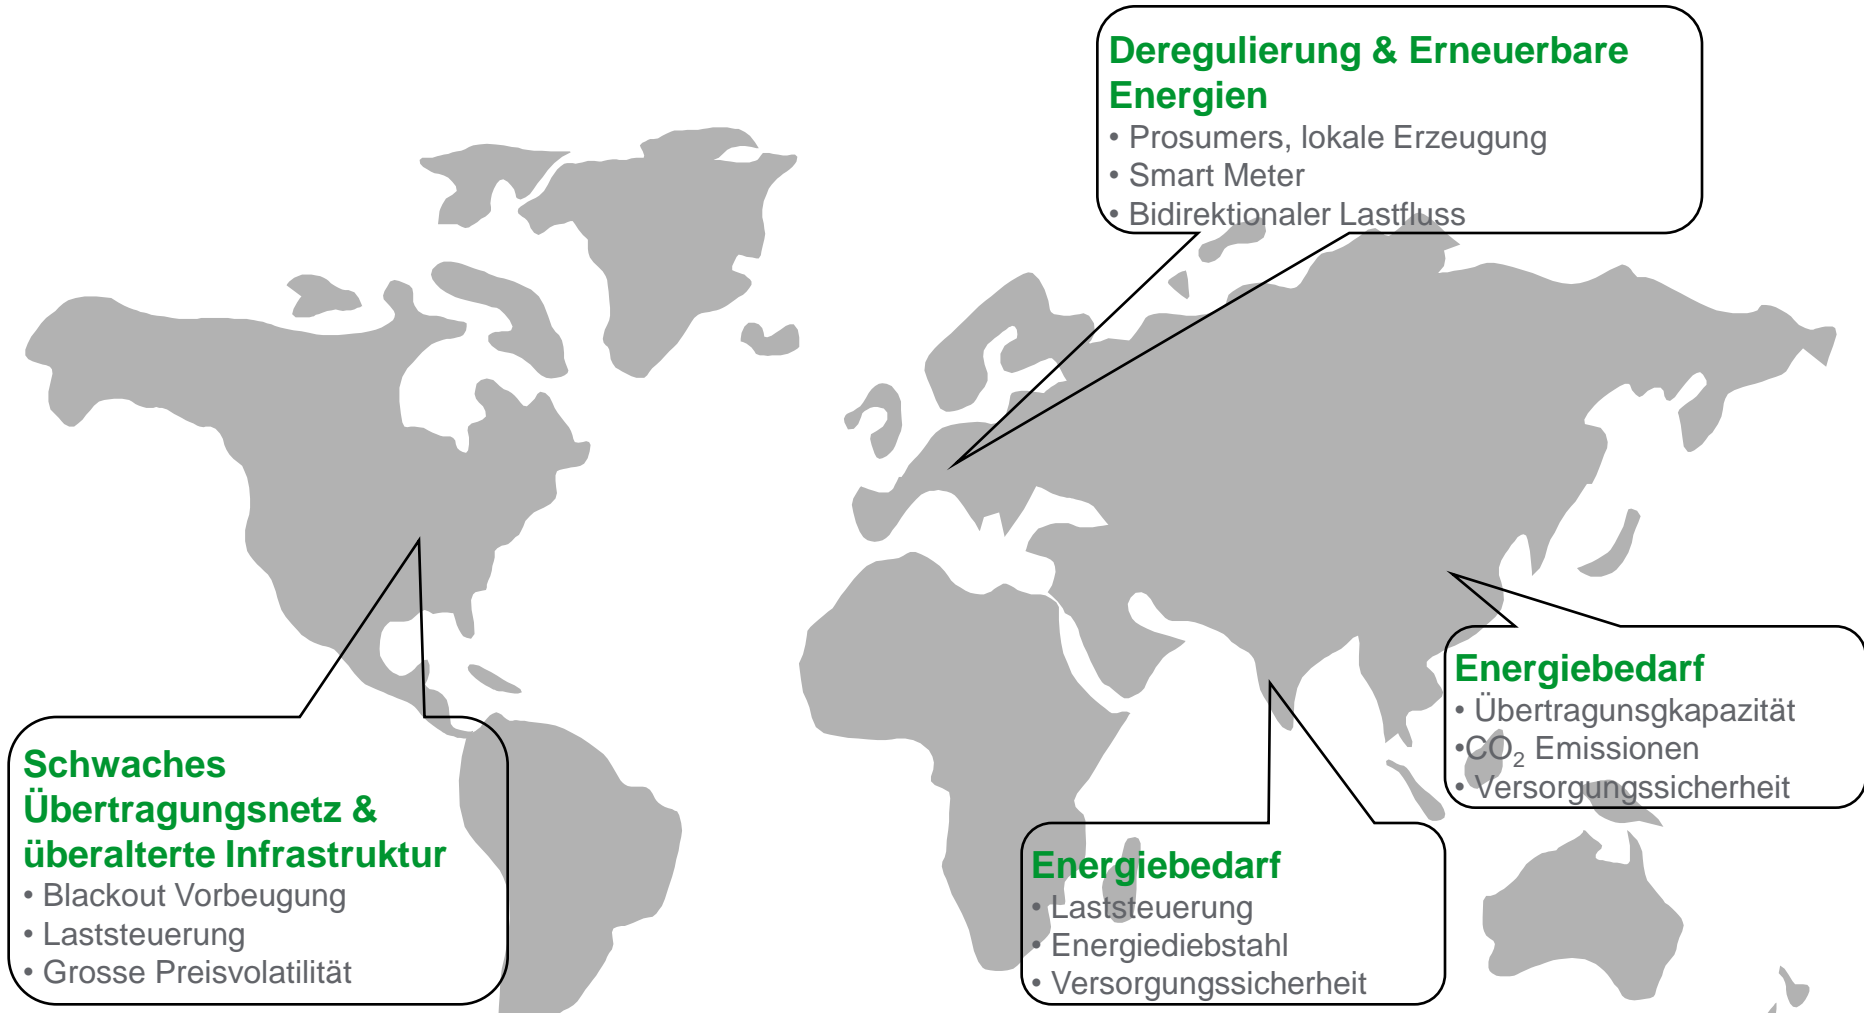 Deregulierung & Erneuerbare
Energien
• Prosumers, lokale Erzeugung
• Smart Meter
• Bidirektionaler Lastfluss
Schwaches
Übertragungsnetz &
überalterte Infrastruktur
• Blackout Vorbeugung
• Laststeuerung
• Grosse Preisvolatilität
Energiebedarf
• Laststeuerung
• Energiediebstahl
• Versorgungssicherheit
Energiebedarf
• Übertragunsgkapazität
•CO₂ Emissionen
• Versorgungssicherheit